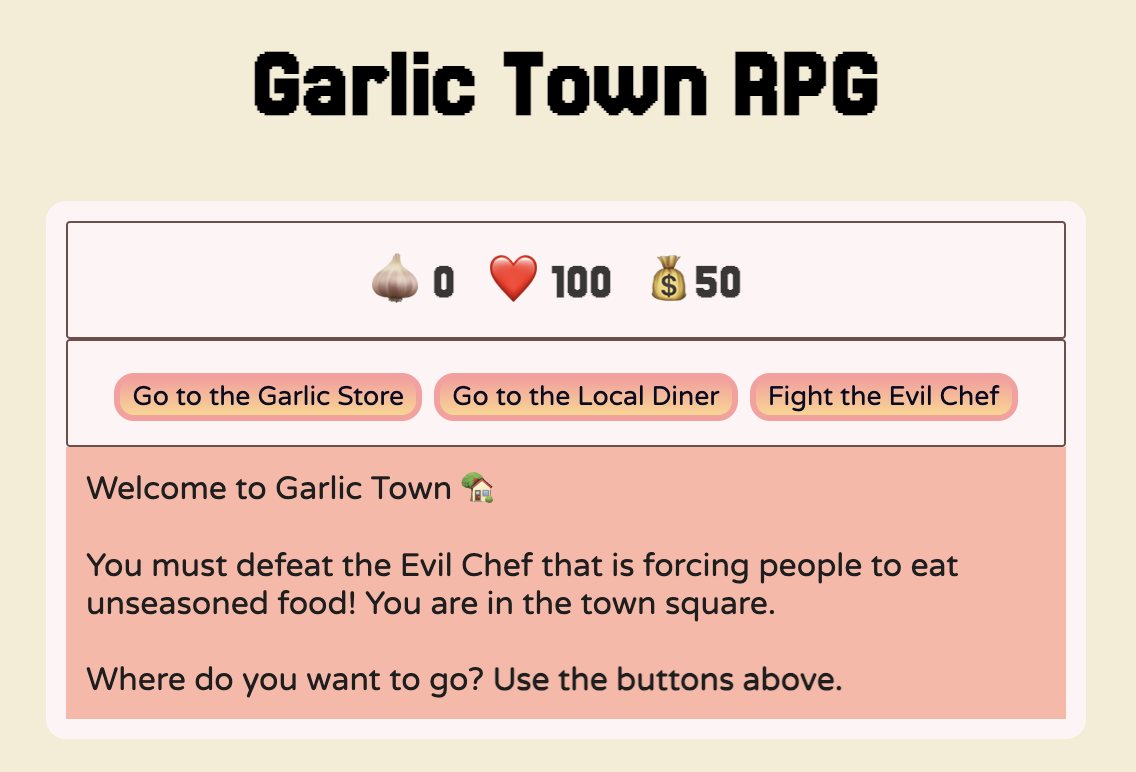 Garlic Town RPG
🧄 0 ❤️ 100 💰50
Go to the Garlic Store Go to the Local Diner Fight the Evil Chef
Welcome to Garlic Town 🏡
You must defeat the Evil Chef that is forcing people to eat
unseasoned food! You are in the town square.
Where do you want to go? Use the buttons above.